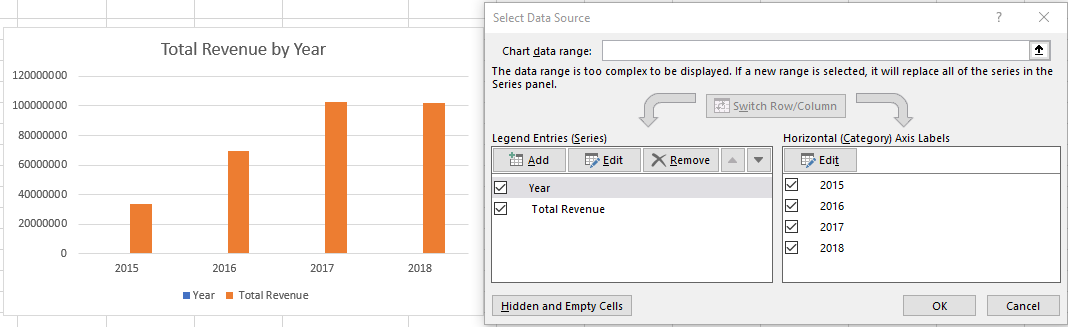 Total Revenue by Year
120000000
100000000
80000000
60000000
40000000
20000000
0
2015 2016 2017 2018
Year Total Revenue
Select Data Source
? ×
Chart data range:
The data range is too complex to be displayed. If a new range is selected, it will replace all of the series in the
Series panel.
Switch Row/Column
Legend Entries (Series)
Add Edit Remove
Year
Total Revenue
Horizontal (Category) Axis Labels
Edit
2015
2016
2017
2018
Hidden and Empty Cells
OK Cancel